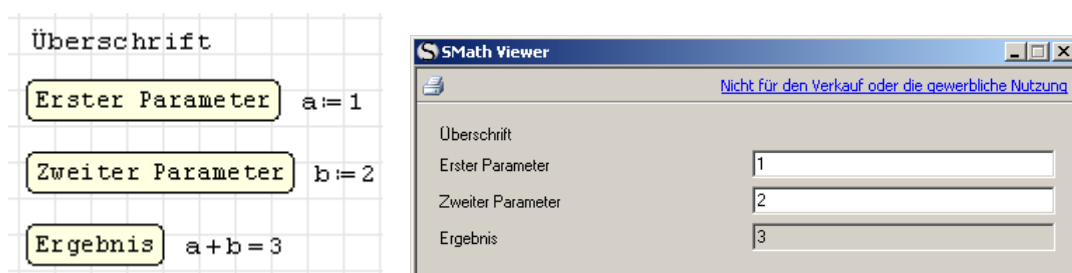 Überschrift
Erster Parameter a≔1
Zweiter Parameter b≔2
Ergebnis a+b=3
SMath Viewer
Nicht für den Verkauf oder die gewerbliche Nutzung
Überschrift
Erster Parameter 1
Zweiter Parameter 2
Ergebnis 3